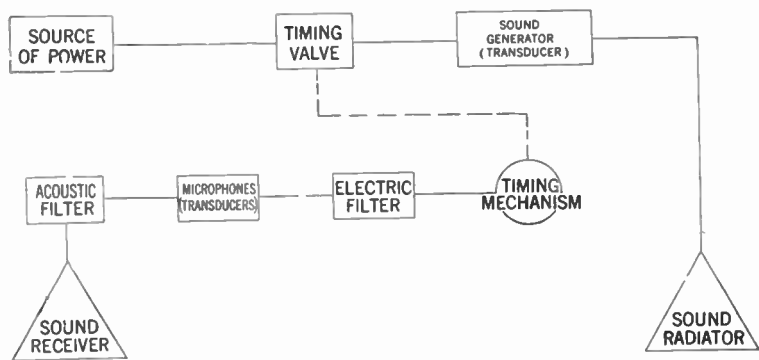 SOURCE
OF POWER
TIMING
VALVE
SOUND
GENERATOR
(TRANSDUCER)
ACOUSTIC
FILTER
MICROPHONES
(TRANSDUCERS)
ELECTRIC
FILTER
TIMING
MECHANISM
SOUND
RECEIVER
SOUND
RADIATOR